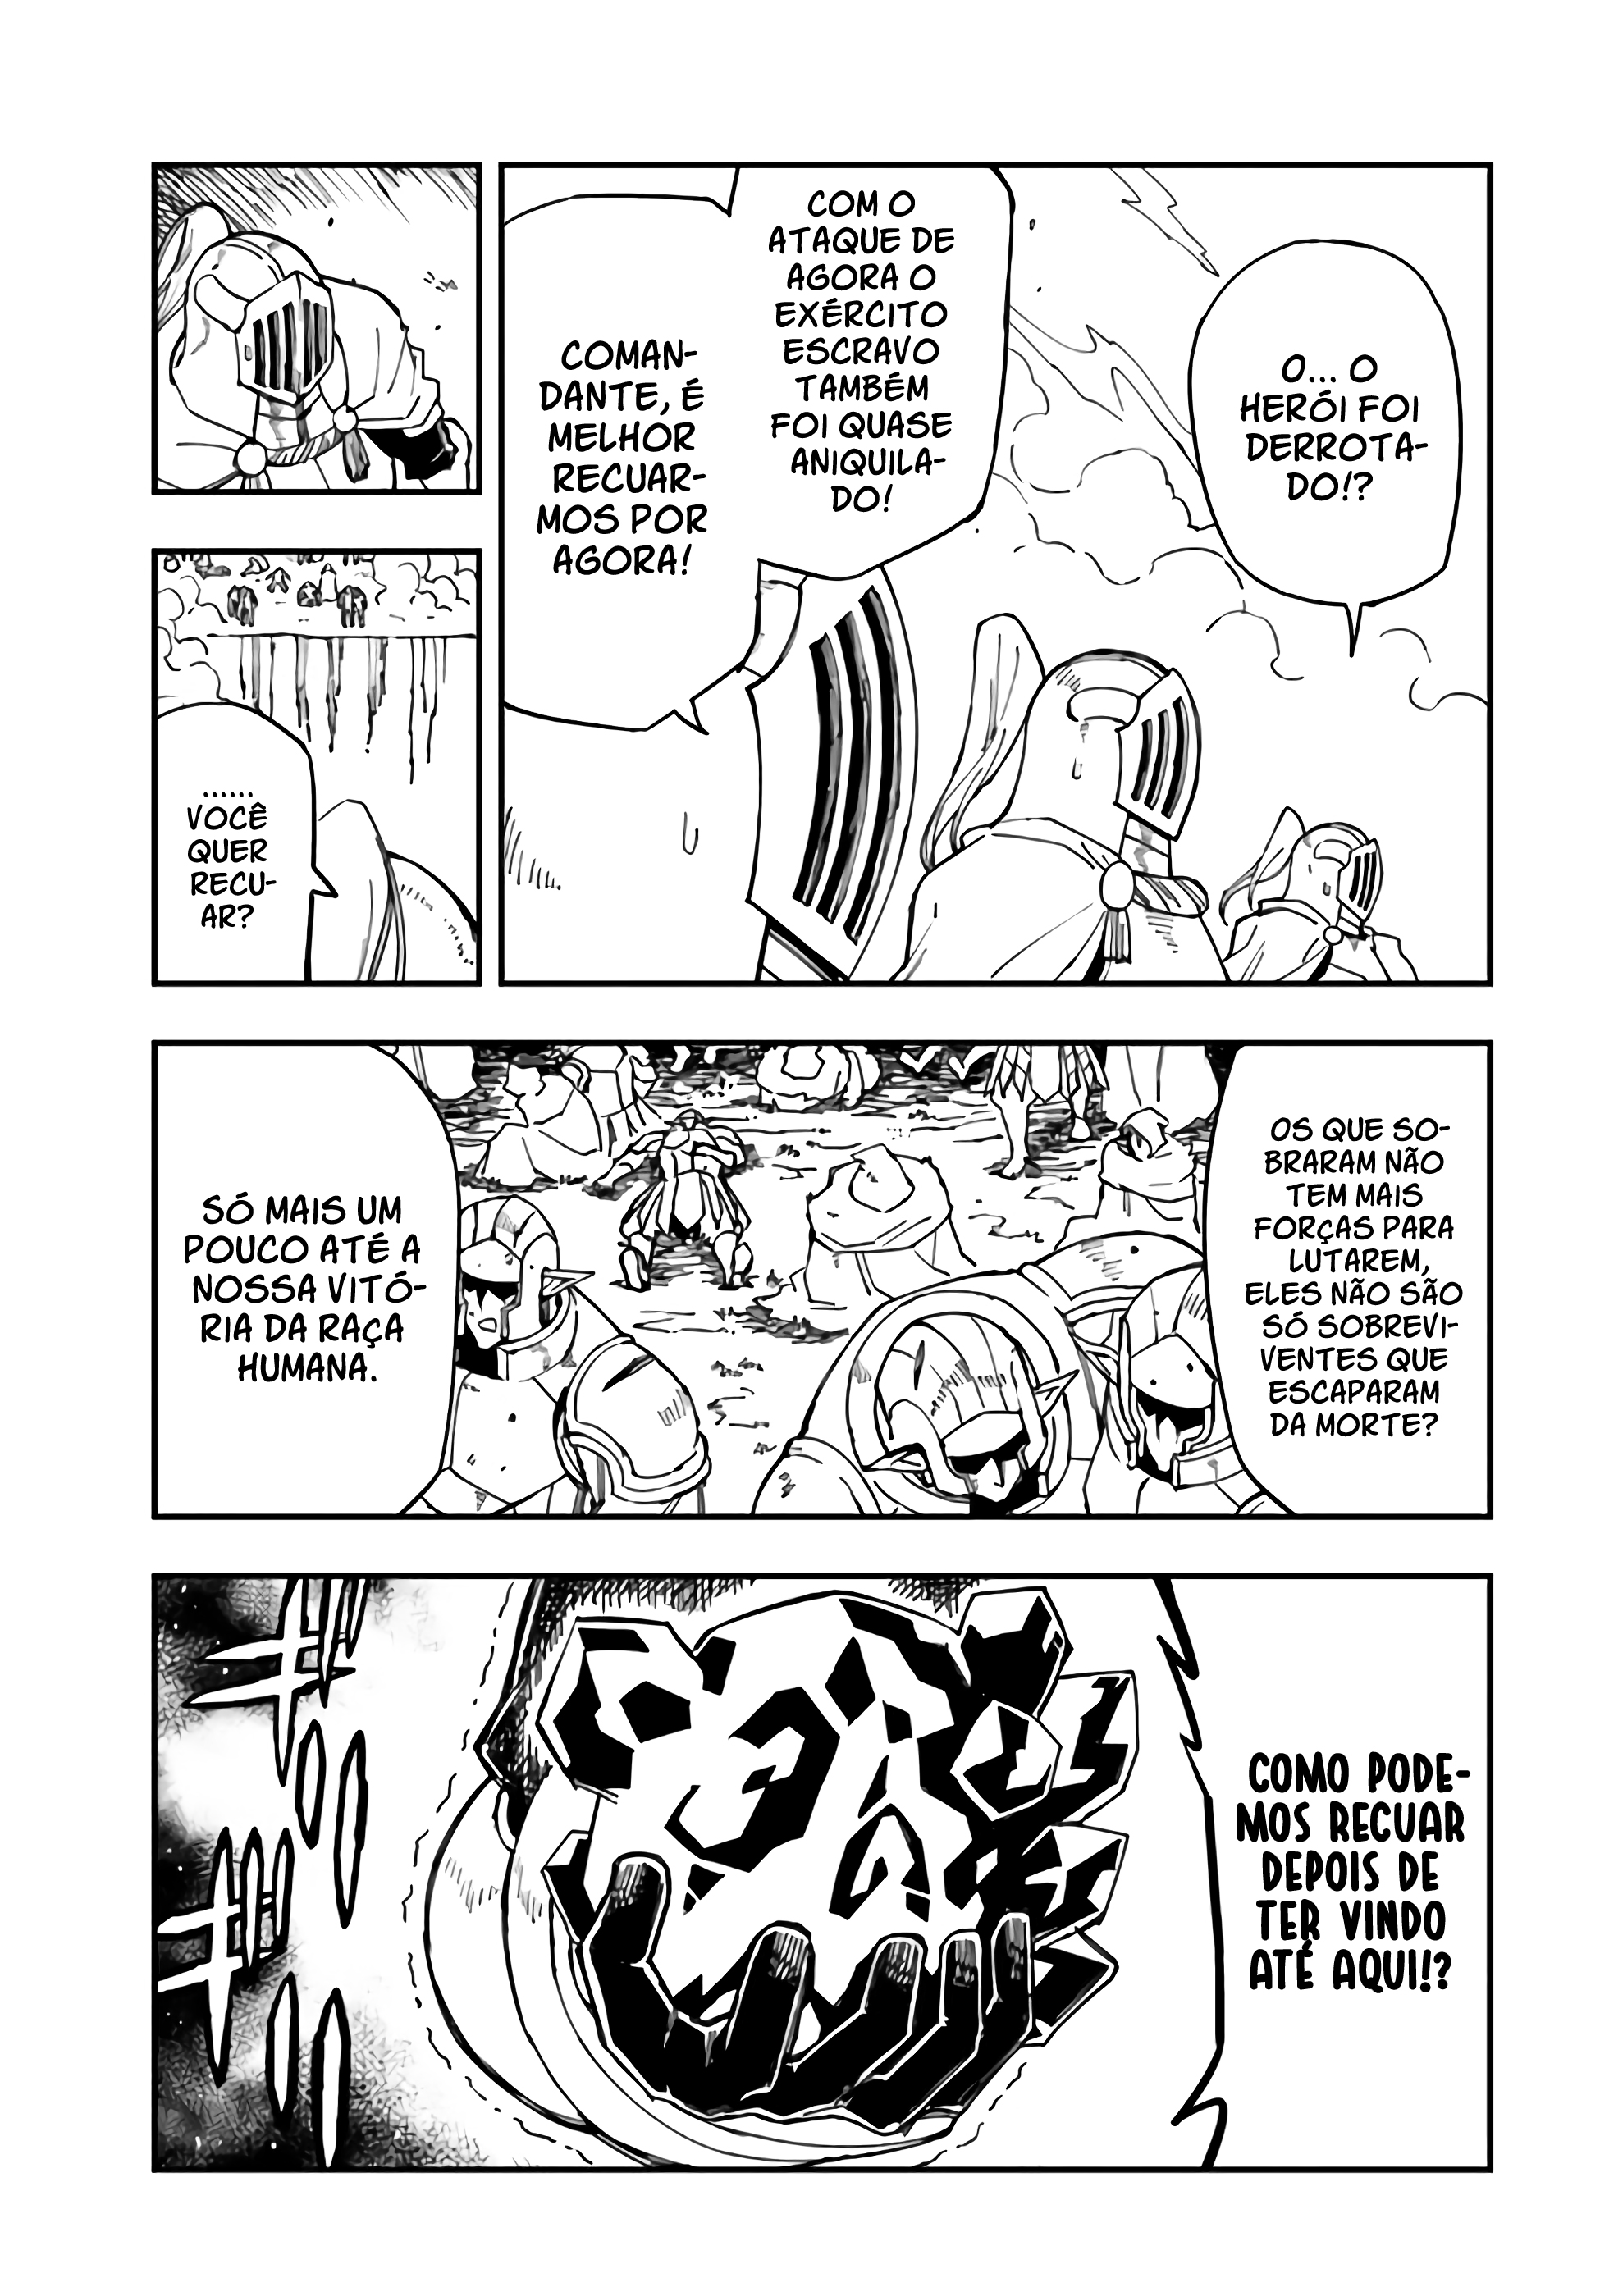 O... O
HERÓI FOI
DERROTA-
DO!?
COM O
ATAQUE DE
AGORA O
EXÉRCITO
ESCRAVO
TAMBÉM
FOI QUASE
ANIQUILA-
DO!
COMAN-
DANTE, É
MELHOR
RECUAR-
MOS POR
AGORA!
......
VOCÊ
QUER
RECU-
AR?
OS QUE SO-
BRARAM NÃO
TEM MAIS
FORÇAS PARA
LUTAREM,
ELES NÃO SÃO
SÓ SOBREVI-
VENTES QUE
ESCAPARAM
DA MORTE?
SÓ MAIS UM
POUCO ATÉ A
NOSSA VITÓ-
RIA DA RAÇA
HUMANA.
COMO PODE-
MOS RECUAR
DEPOIS DE
TER VINDO
ATÉ AQUI!?